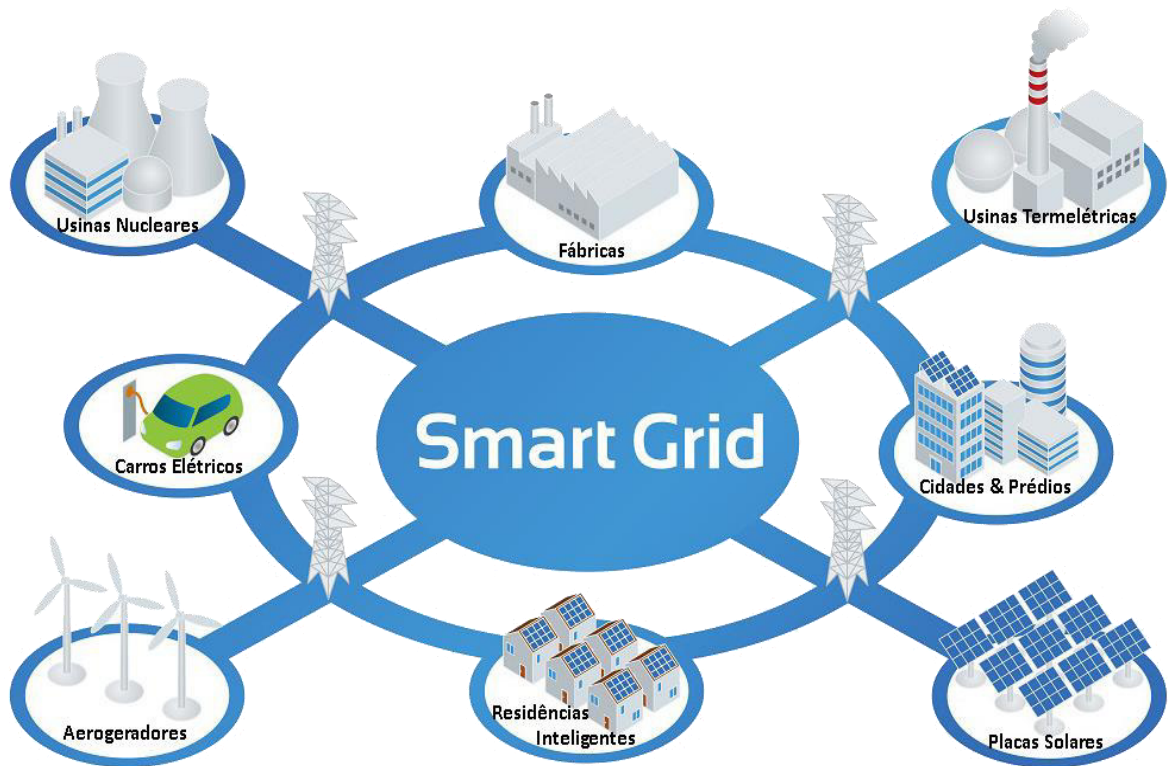 Usinas Nucleares
Fábricas
Usinas Termelétricas
Carros Elétricos
Smart Grid
Cidades & Prédios
Aerogeradores
Residências
Inteligentes
Placas Solares